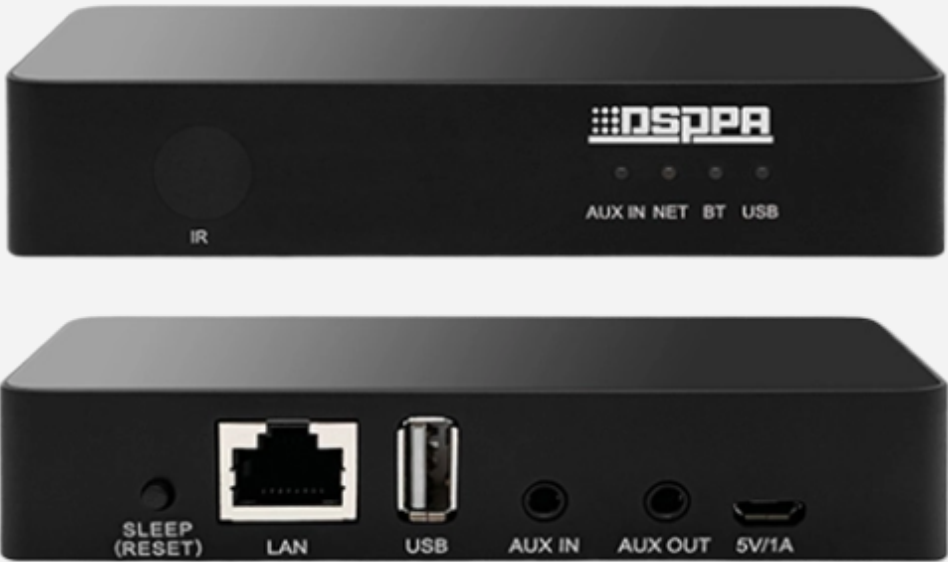 DSPPA
AUX IN NET BT USB
IR
SLEEP
(RESET)
LAN
USB
AUX IN
AUX OUT
5V/1A